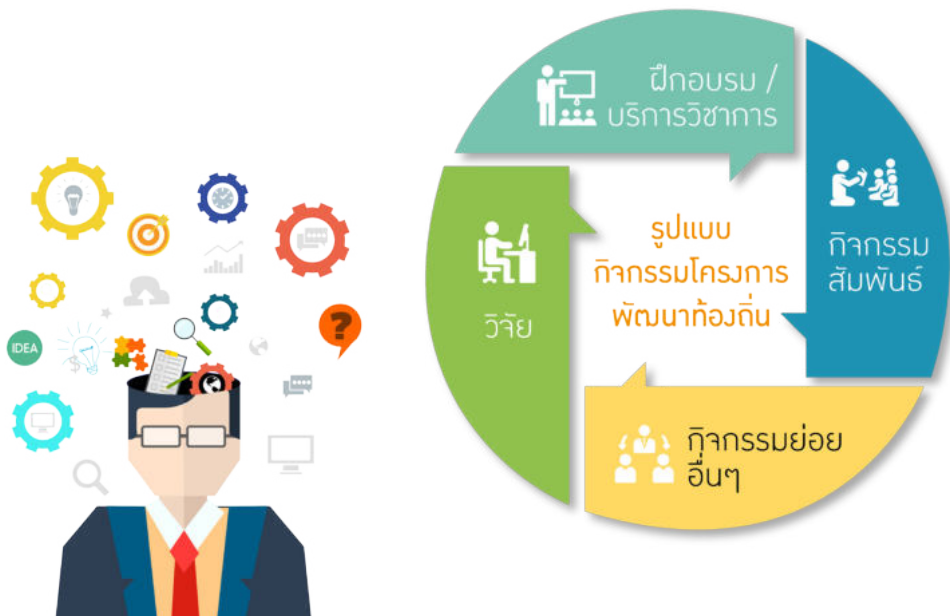 ฝึกอบรม /
บริการวิชาการ
กิจกรรม
สัมพันธ์
รูปแบบ
กิจกรรมโครงการ
พัฒนาท้องถิ่น
วิจัย
กิจกรรมย่อย
อื่นๆ
IDEA
?
$